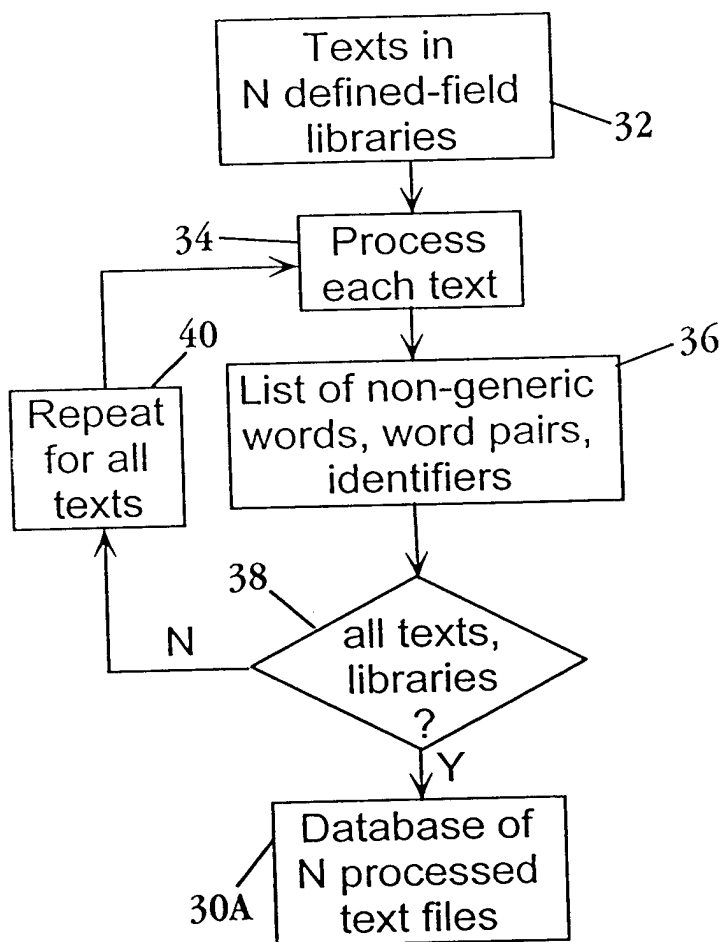 Texts in
N defined-field
libraries
32
34
Process
each text
40
36
Repeat
for all
texts
List of non-generic
words, word pairs,
identifiers
38
N
all texts,
libraries
?
Y
Database of
N processed
text files
30A